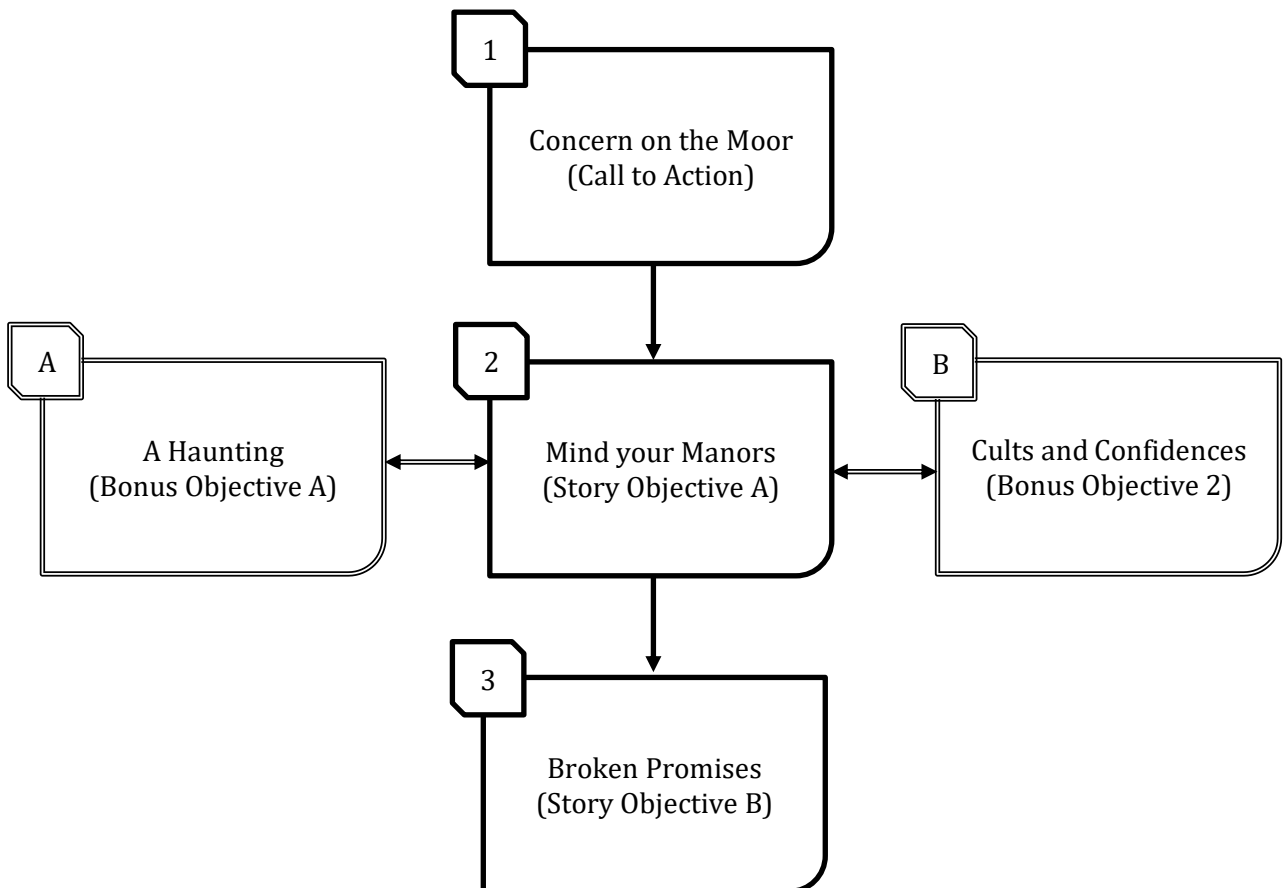 1
Concern on the Moor
(Call to Action)
A
A Haunting
(Bonus Objective A)
2
Mind your Manors
(Story Objective A)
B
Cults and Confidences
(Bonus Objective 2)
3
Broken Promises
(Story Objective B)